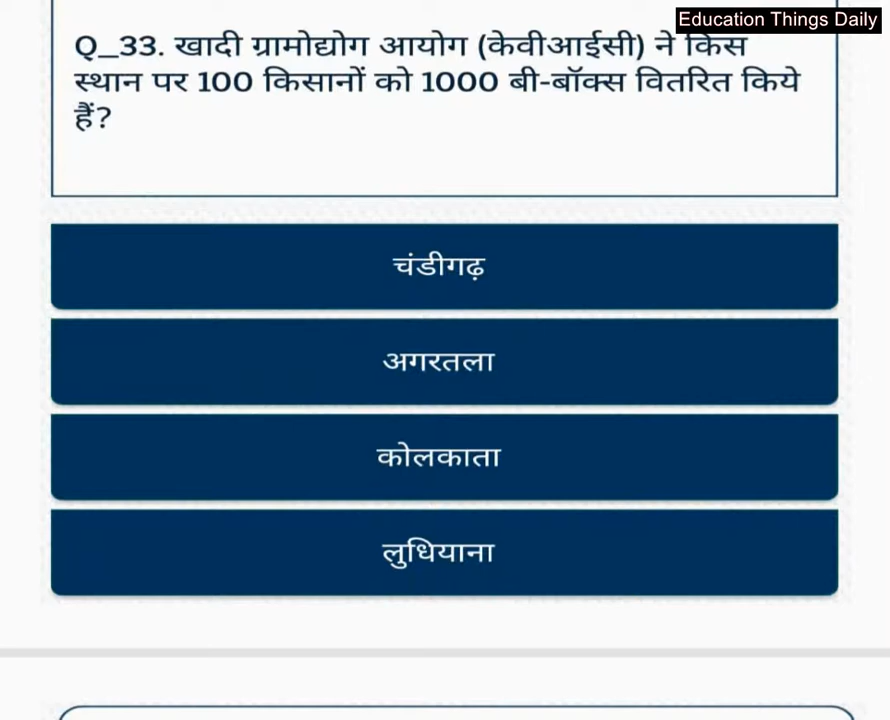 Education Things Daily
Q_33. खादी ग्रामोद्योग आयोग (केवीआईसी) ने किस
स्थान पर 100 किसानों को 1000 बी-बॉक्स वितरित किये
हैं?
चंडीगढ़
अगरतला
कोलकाता
लुधियाना